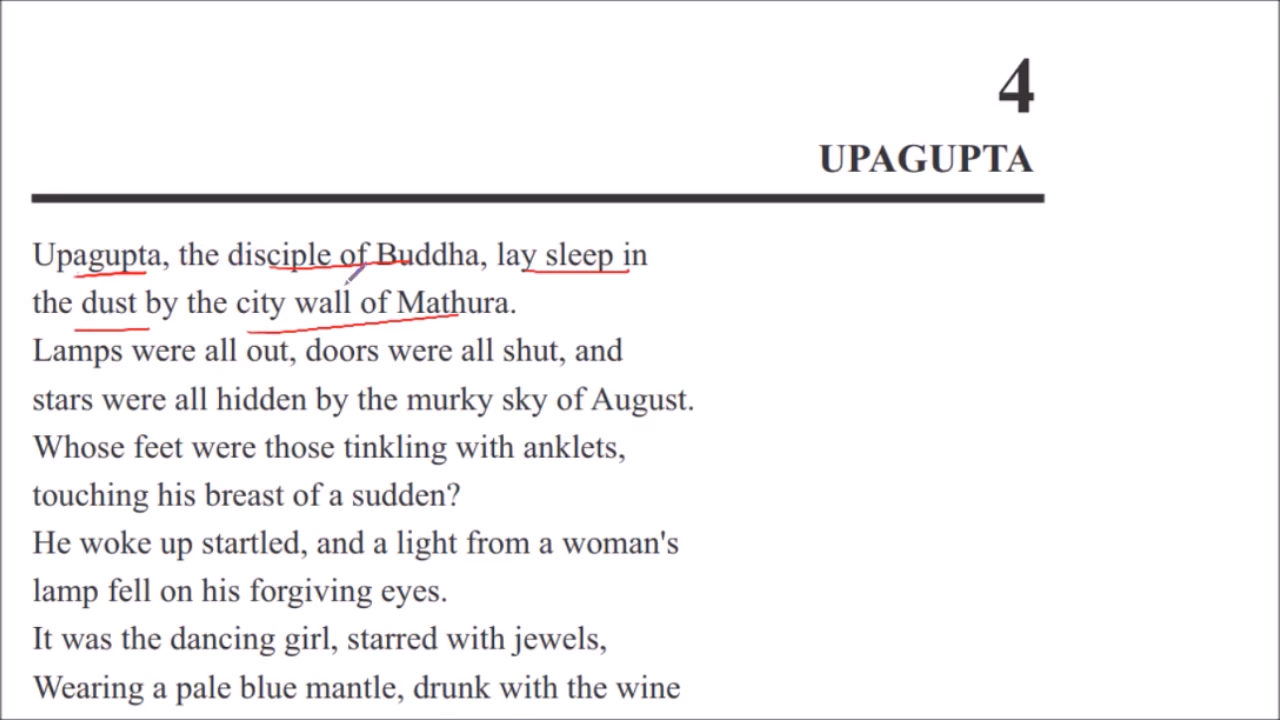 4
UPAGUPTA
Upagupta, the disciple of Buddha, lay sleep in
the dust by the city wall of Mathura.
Lamps were all out, doors were all shut, and
stars were all hidden by the murky sky of August.
Whose feet were those tinkling with anklets,
touching his breast of a sudden?
He woke up startled, and a light from a woman's
lamp fell on his forgiving eyes.
It was the dancing girl, starred with jewels,
Wearing a pale blue mantle, drunk with the wine